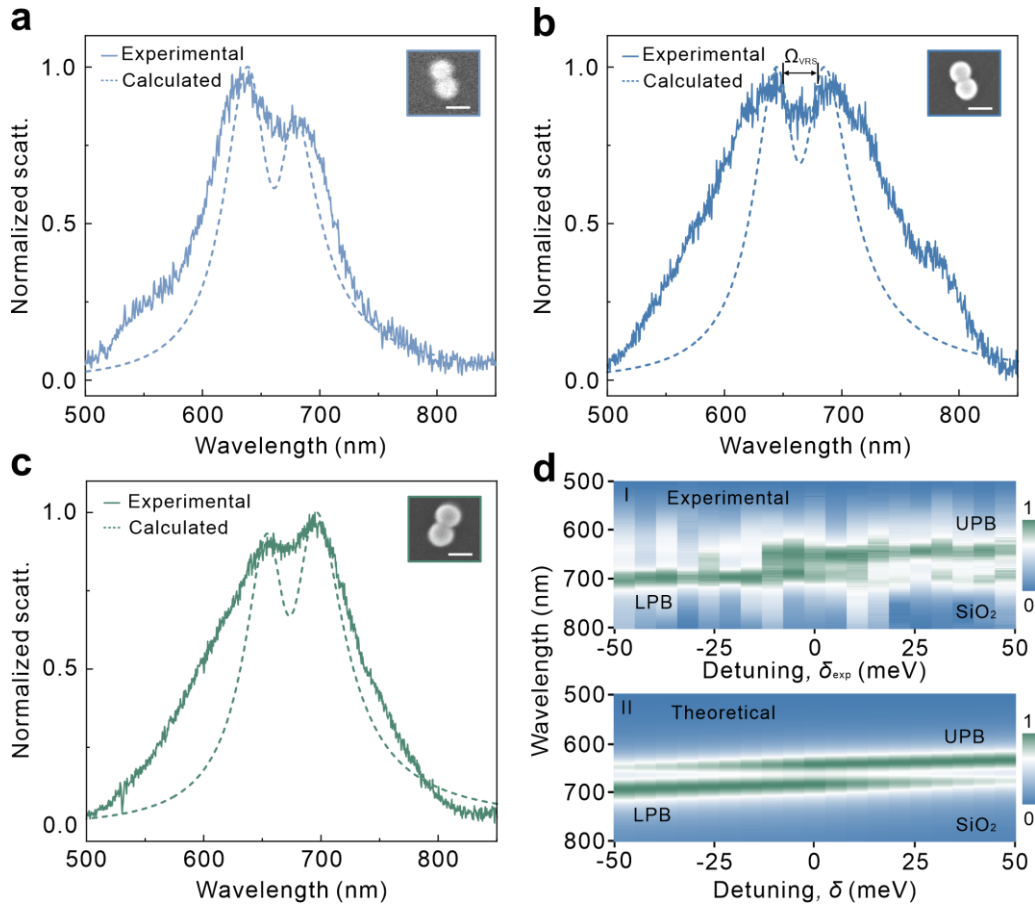 a
Experimental
Calculated
1.0
0.5
0.0
Normalized scatt.
500 600 700 800
Wavelength (nm)
b
Experimental
Calculated
Ω_VRS
1.0
0.5
0.0
Normalized scatt.
500 600 700 800
Wavelength (nm)
c
Experimental
Calculated
1.0
0.5
0.0
Normalized scatt.
500 600 700 800
Wavelength (nm)
d
I Experimental
UPB
LPB
SiO₂
500
600
700
800
1
0
-50 -25 0 25 50
Detuning, δ_exp (meV)
Wavelength (nm)
II Theoretical
UPB
LPB
SiO₂
500
600
700
800
1
0
-50 -25 0 25 50
Detuning, δ (meV)